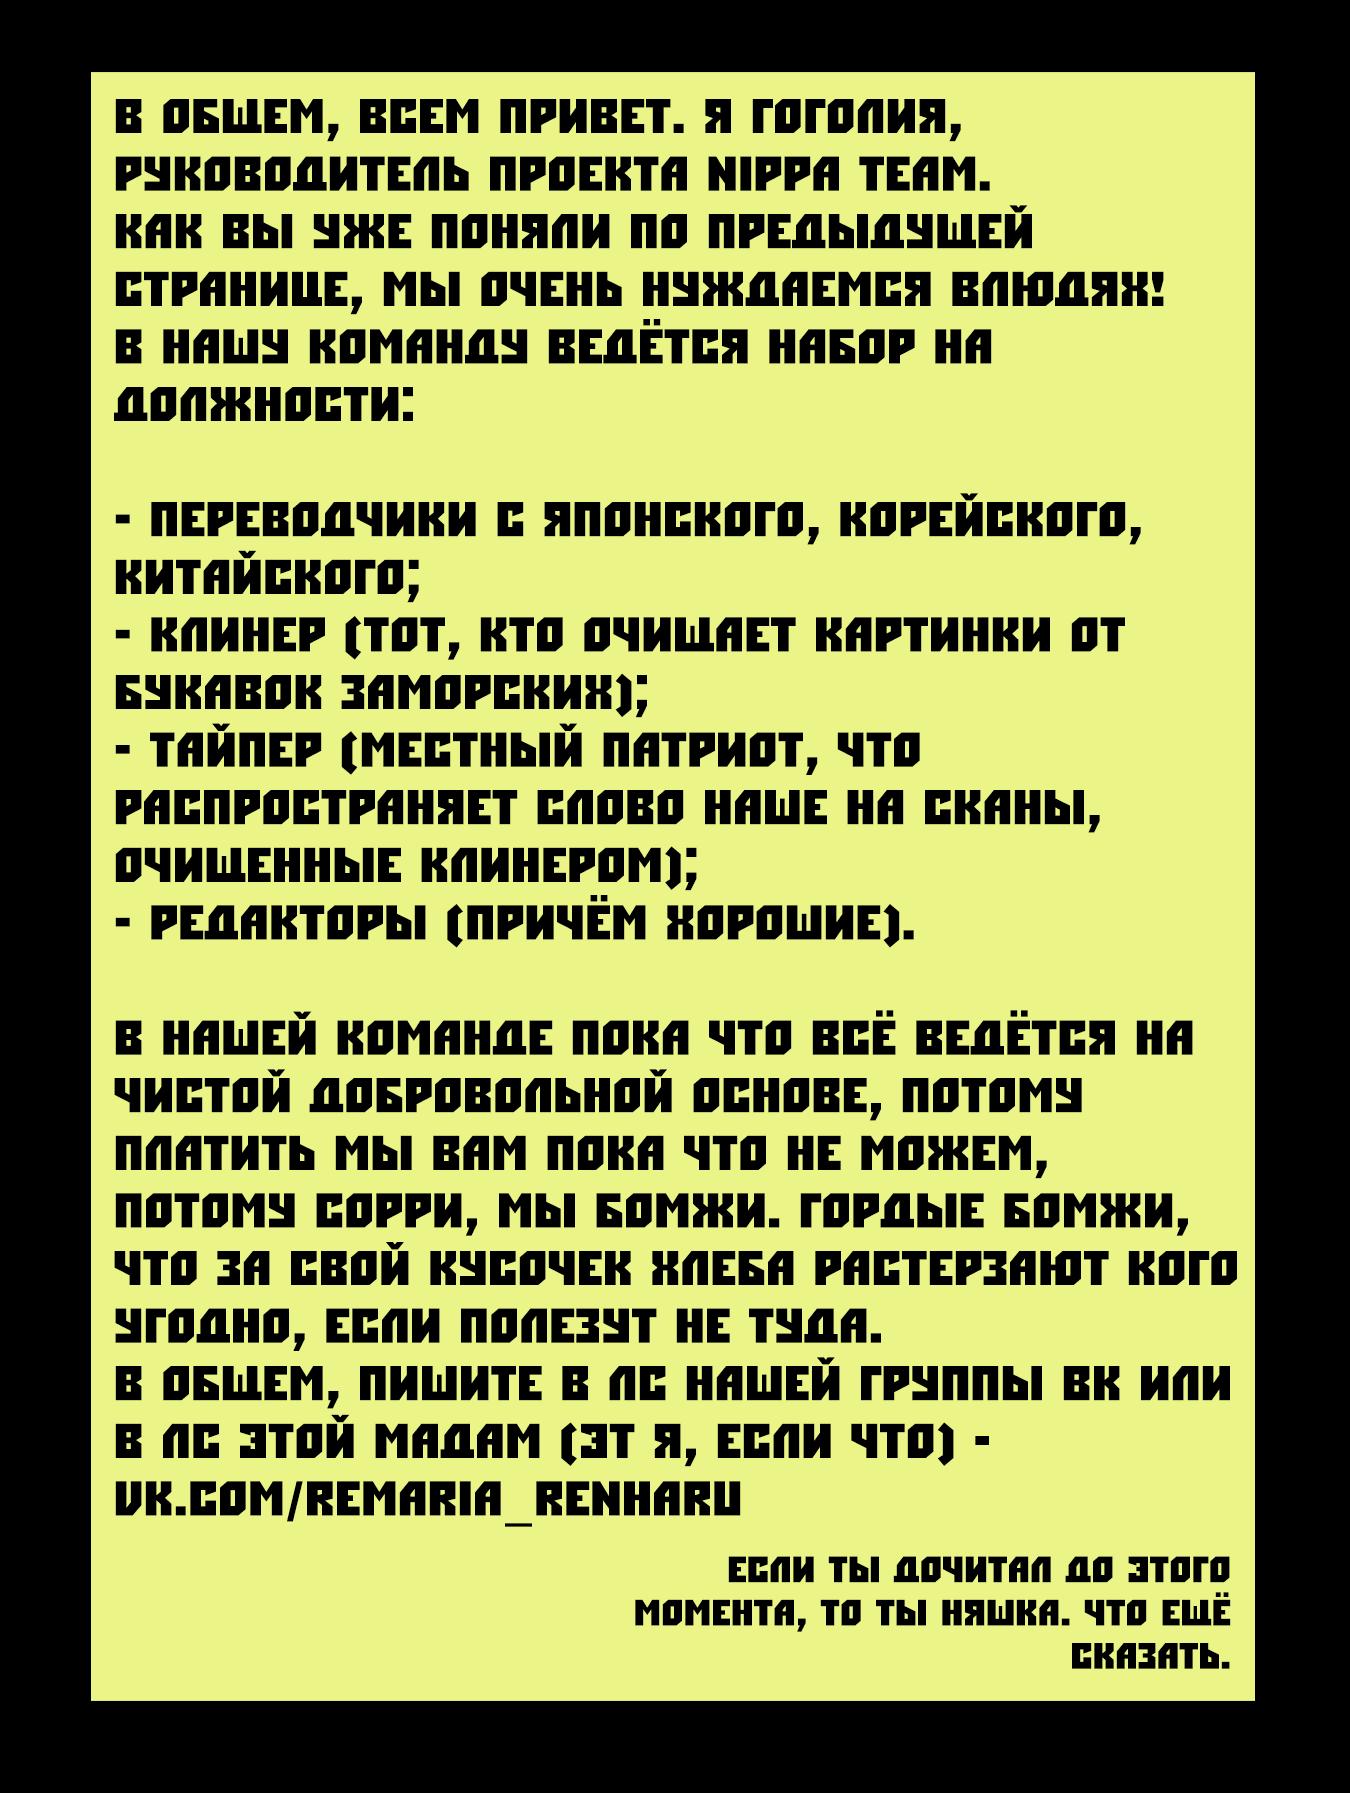 В ОБЩЕМ, ВСЕМ ПРИВЕТ. Я ГОГОЛИЯ,
РУКОВОДИТЕЛЬ ПРОЕКТА NIPPA TEAM.
КАК ВЫ УЖЕ ПОНЯЛИ ПО ПРЕДЫДУЩЕЙ
СТРАНИЦЕ, МЫ ОЧЕНЬ НУЖДАЕМСЯ ВЛЮДЯХ!
В НАШУ КОМАНДУ ВЕДЁТСЯ НАБОР НА
ДОЛЖНОСТИ:
- ПЕРЕВОДЧИКИ С ЯПОНСКОГО, КОРЕЙСКОГО,
КИТАЙСКОГО;
- КЛИНЕР (ТОТ, КТО ОЧИЩАЕТ КАРТИНКИ ОТ
БУКАВОК ЗАМОРСКИХ);
- ТАЙПЕР (МЕСТНЫЙ ПАТРИОТ, ЧТО
РАСПРОСТРАНЯЕТ СЛОВО НАШЕ НА СКАНЫ,
ОЧИЩЕННЫЕ КЛИНЕРОМ);
- РЕДАКТОРЫ (ПРИЧЁМ ХОРОШИЕ).
В НАШЕЙ КОМАНДЕ ПОКА ЧТО ВСЁ ВЕДЁТСЯ НА
ЧИСТОЙ ДОБРОВОЛЬНОЙ ОСНОВЕ, ПОТОМУ
ПЛАТИТЬ МЫ ВАМ ПОКА ЧТО НЕ МОЖЕМ,
ПОТОМУ СОРРИ, МЫ БОМЖИ. ГОРДЫЕ БОМЖИ,
ЧТО ЗА СВОЙ КУСОЧЕК ХЛЕБА РАСТЕРЗАЮТ КОГО
УГОДНО, ЕСЛИ ПОЛЕЗУТ НЕ ТУДА.
В ОБЩЕМ, ПИШИТЕ В ЛС НАШЕЙ ГРУППЫ ВК ИЛИ
В ЛС ЭТОЙ МАДАМ (ЭТ Я, ЕСЛИ ЧТО) -
VK.COM/REMARIA_RENHARU
ЕСЛИ ТЫ ДОЧИТАЛ ДО ЭТОГО
МОМЕНТА, ТО ТЫ НЯШКА. ЧТО ЕЩЁ
СКАЗАТЬ.